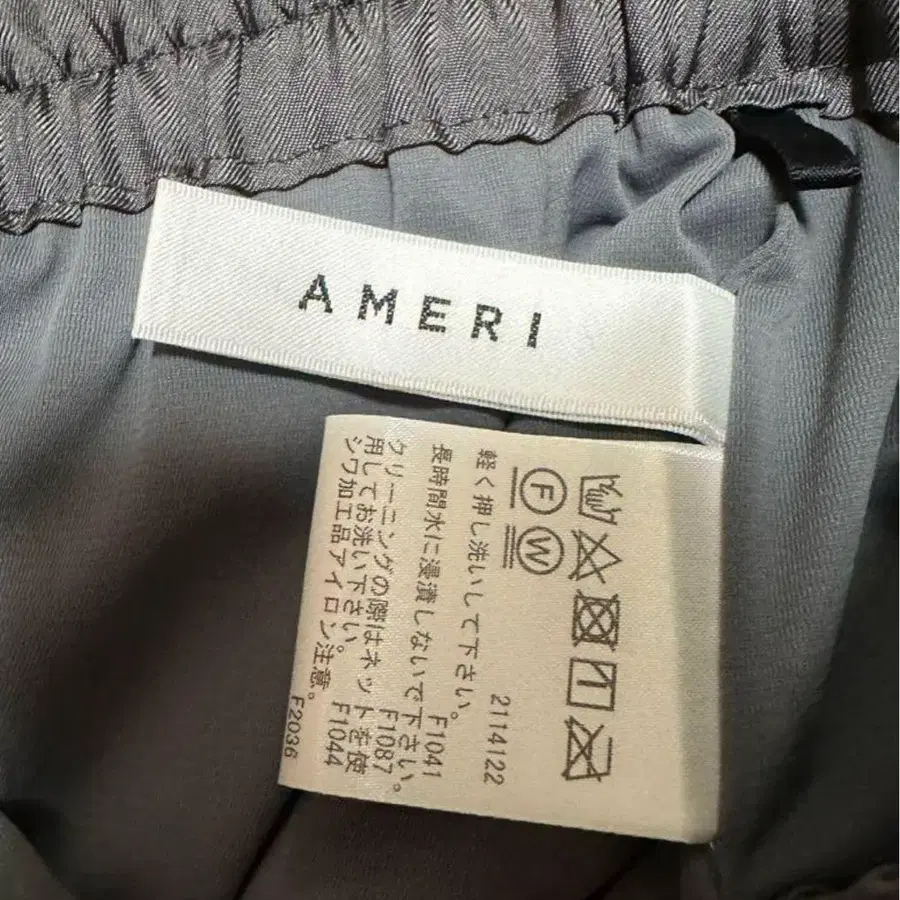 AMERI
W
F
2114122
軽く押し洗いして下さい。
F1041
長時間水に浸漬しないで下さい。
F1087
クリーニングの際はネットを使
用してお洗い下さい。
F1044
シワ加工品アイロン注意。
F2036